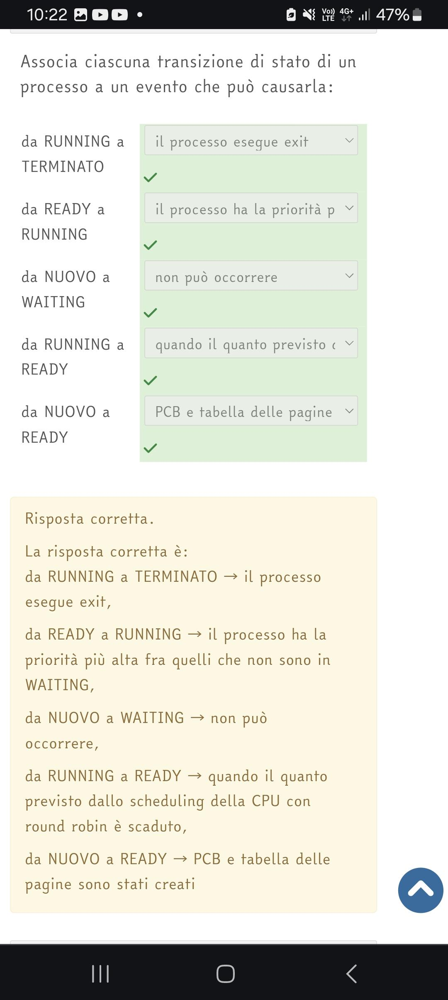 10:22
Vo))
LTE
4G+
47%
Associa ciascuna transizione di stato di un
processo a un evento che può causarla:
da RUNNING a
TERMINATO
il processo esegue exit
da READY a
RUNNING
il processo ha la priorità p
da NUOVO a
WAITING
non può occorrere
da RUNNING a
READY
quando il quanto previsto
da NUOVO a
READY
PCB e tabella delle pagine
Risposta corretta.
La risposta corretta è:
da RUNNING a TERMINATO → il processo
esegue exit,
da READY a RUNNING → il processo ha la
priorità più alta fra quelli che non sono in
WAITING,
da NUOVO a WAITING → non può
occorrere,
da RUNNING a READY → quando il quanto
previsto dallo scheduling della CPU con
round robin è scaduto,
da NUOVO a READY → PCB e tabella delle
pagine sono stati creati